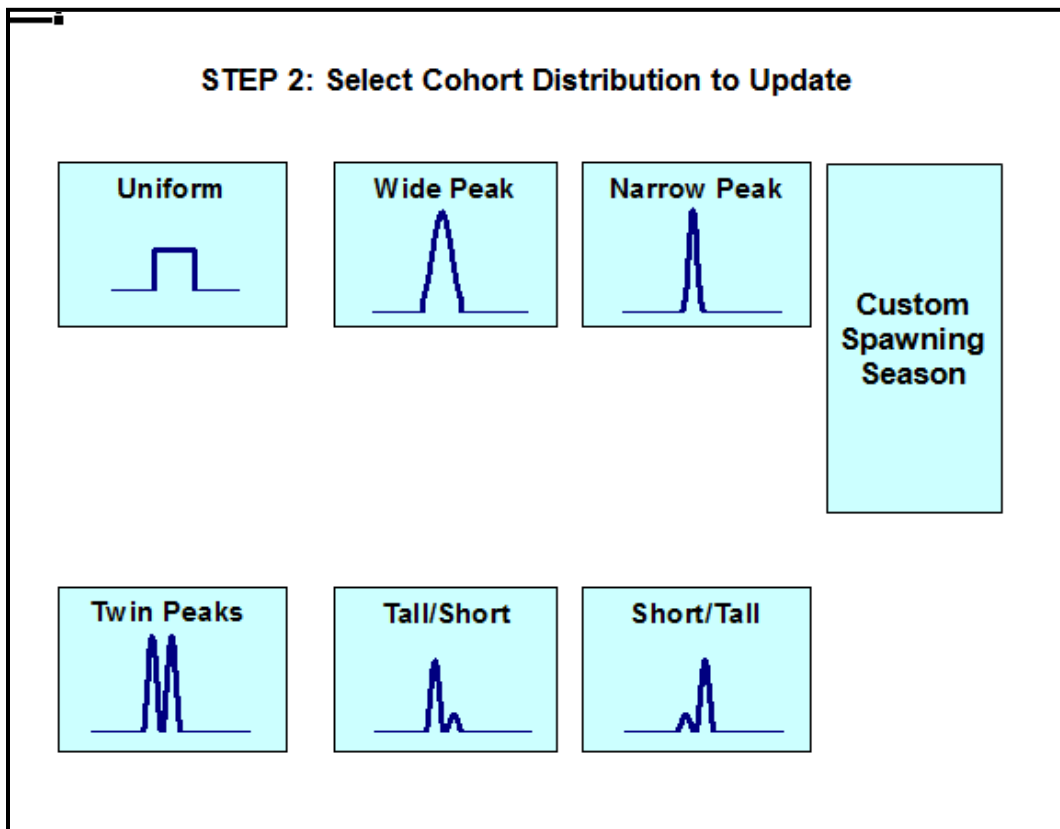 STEP 2: Select Cohort Distribution to Update
Uniform
Wide Peak
Narrow Peak
Custom
Spawning
Season
Twin Peaks
Tall/Short
Short/Tall